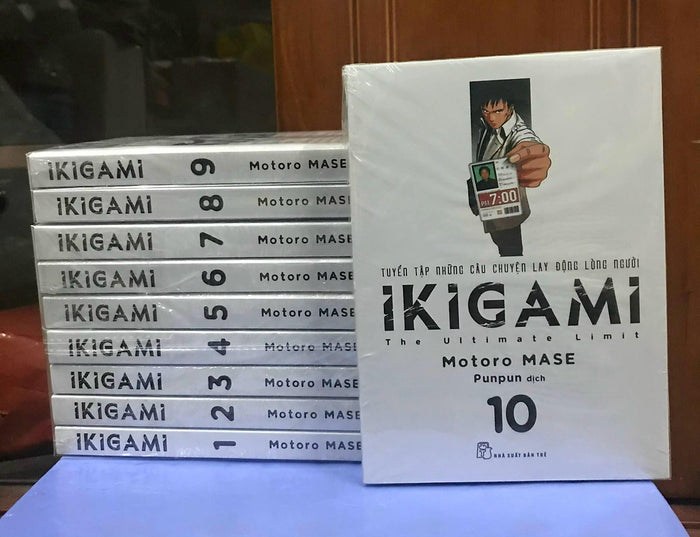 IKIGAMI 9 Motoro MASE
IKIGAMI 8 Motoro MASE
IKIGAMI 7 Motoro MASE
IKIGAMI 6 Motoro MASE
IKIGAMI 5 Motoro MASE
IKIGAMI 4 Motoro MASE
IKIGAMI 3 Motoro MASE
IKIGAMI 2 Motoro MASE
IKIGAMI 1 Motoro MASE
PM 7:00
TUYỂN TẬP NHỮNG CÂU CHUYỆN LAY ĐỘNG LÒNG NGƯỜI
IKIGAMI
The Ultimate Limit
Motoro MASE
Punpun dịch
10
NHÀ XUẤT BẢN TRẺ